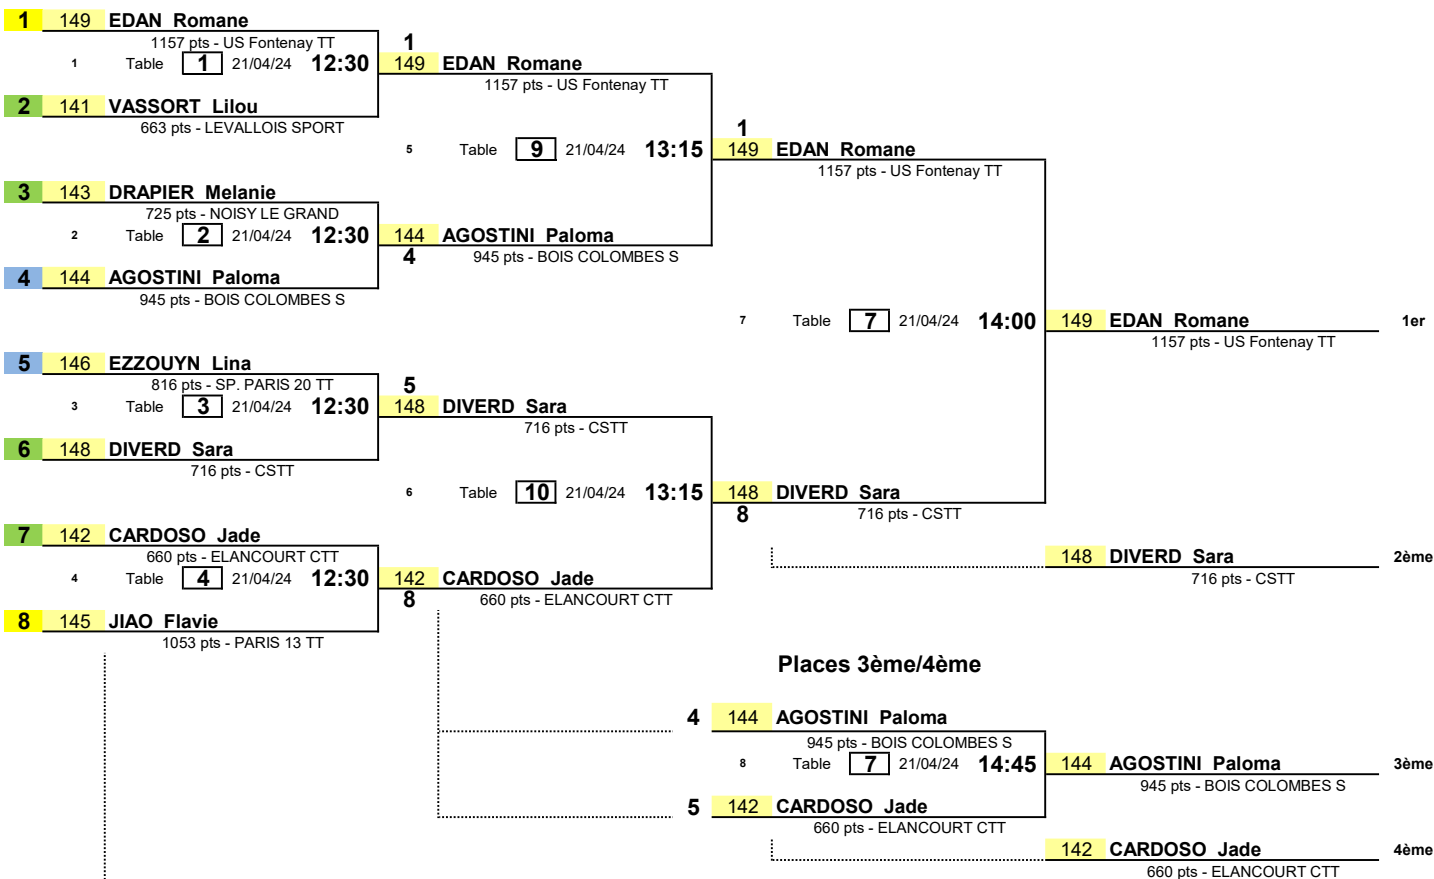 1 149 EDAN Romane
1157 pts - US Fontenay TT
1 Table 1 21/04/24 12:30
1
149 EDAN Romane
1157 pts - US Fontenay TT
2 141 VASSORT Lilou
663 pts - LEVALLOIS SPORT
5 Table 9 21/04/24 13:15
1
149 EDAN Romane
1157 pts - US Fontenay TT
3 143 DRAPIER Melanie
725 pts - NOISY LE GRAND
2 Table 2 21/04/24 12:30
144 AGOSTINI Paloma
4
945 pts - BOIS COLOMBES S
4 144 AGOSTINI Paloma
945 pts - BOIS COLOMBES S
7 Table 7 21/04/24 14:00
149 EDAN Romane 1er
1157 pts - US Fontenay TT
5 146 EZZOUYN Lina
816 pts - SP. PARIS 20 TT
3 Table 3 21/04/24 12:30
5
148 DIVERD Sara
716 pts - CSTT
6 148 DIVERD Sara
716 pts - CSTT
6 Table 10 21/04/24 13:15
148 DIVERD Sara
8
716 pts - CSTT
7 142 CARDOSO Jade
660 pts - ELANCOURT CTT
4 Table 4 21/04/24 12:30
142 CARDOSO Jade
8
660 pts - ELANCOURT CTT
148 DIVERD Sara 2ème
716 pts - CSTT
8 145 JIAO Flavie
1053 pts - PARIS 13 TT
Places 3ème/4ème
4 144 AGOSTINI Paloma
945 pts - BOIS COLOMBES S
8 Table 7 21/04/24 14:45
144 AGOSTINI Paloma 3ème
945 pts - BOIS COLOMBES S
5 142 CARDOSO Jade
660 pts - ELANCOURT CTT
142 CARDOSO Jade 4ème
660 pts - ELANCOURT CTT